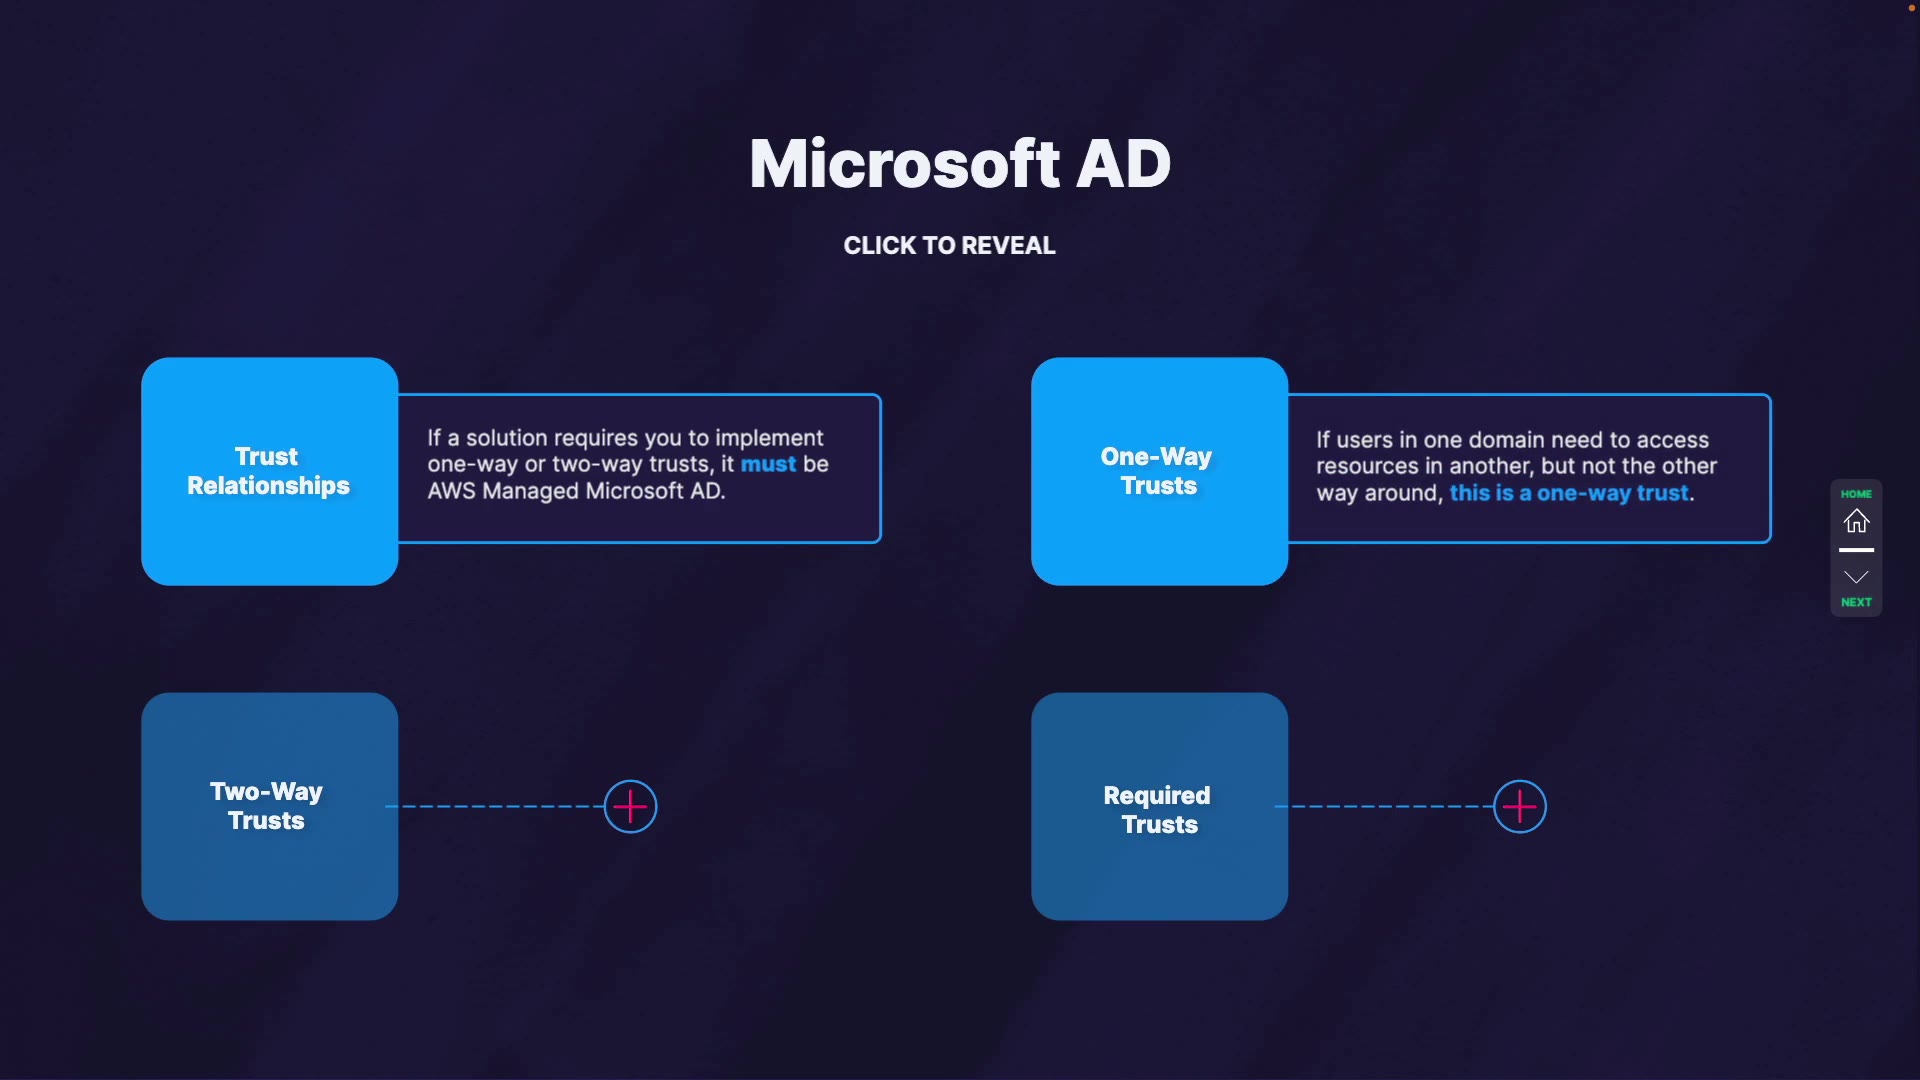 Microsoft AD
CLICK TO REVEAL
Trust
Relationships
If a solution requires you to implement
one-way or two-way trusts, it must be
AWS Managed Microsoft AD.
One-Way
Trusts
If users in one domain need to access
resources in another, but not the other
way around, this is a one-way trust.
HOME
NEXT
Two-Way
Trusts
Required
Trusts